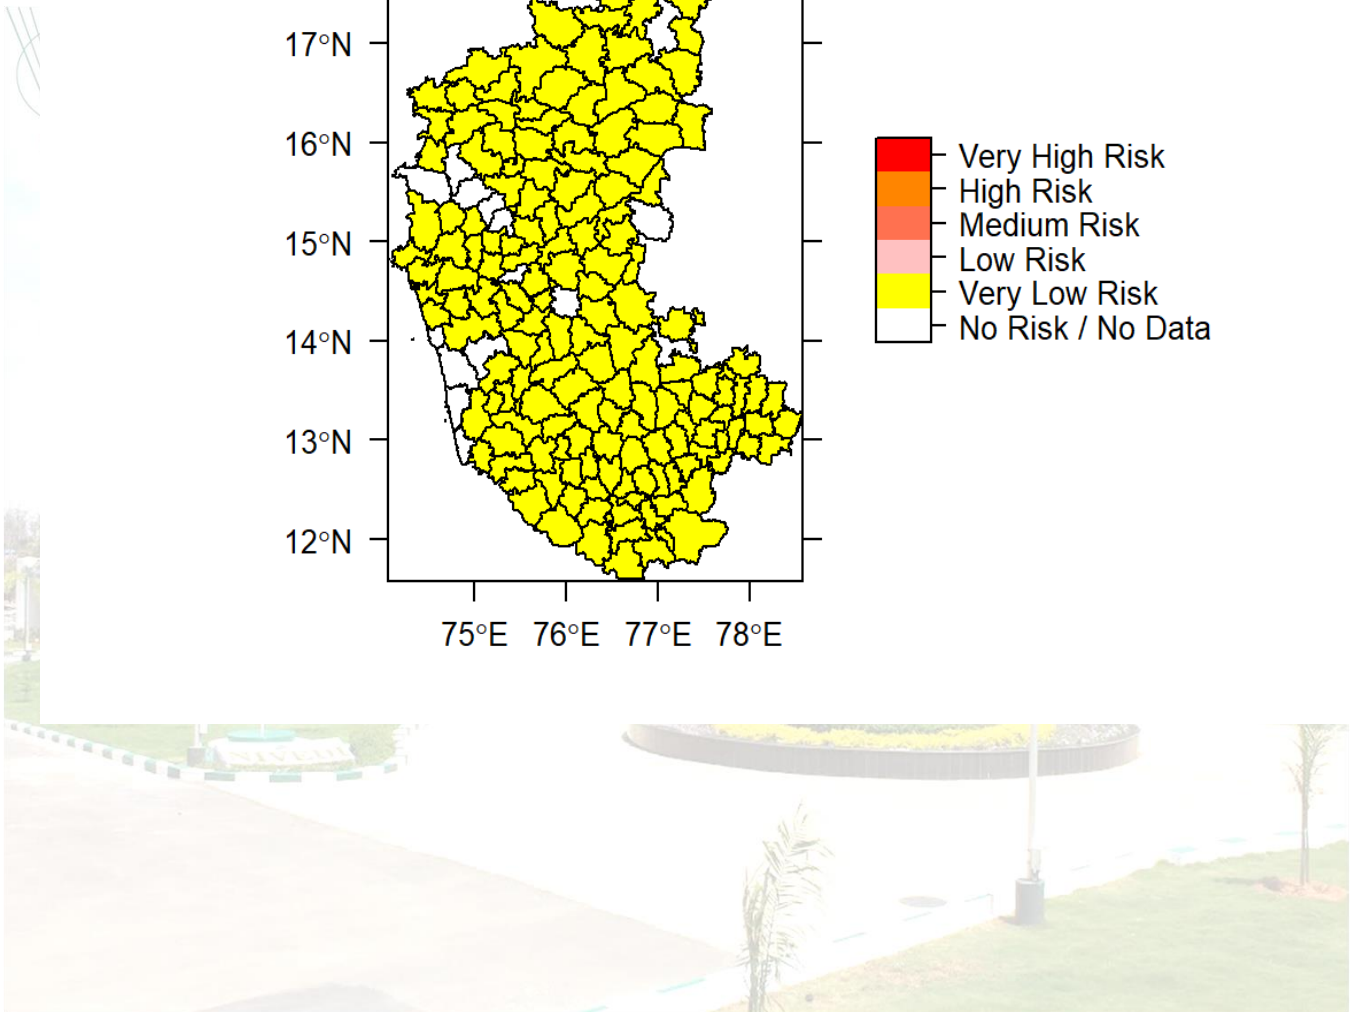 17°N
16°N
15°N
14°N
13°N
12°N
75°E 76°E 77°E 78°E
Very High Risk
High Risk
Medium Risk
Low Risk
Very Low Risk
No Risk / No Data
NIVEDI